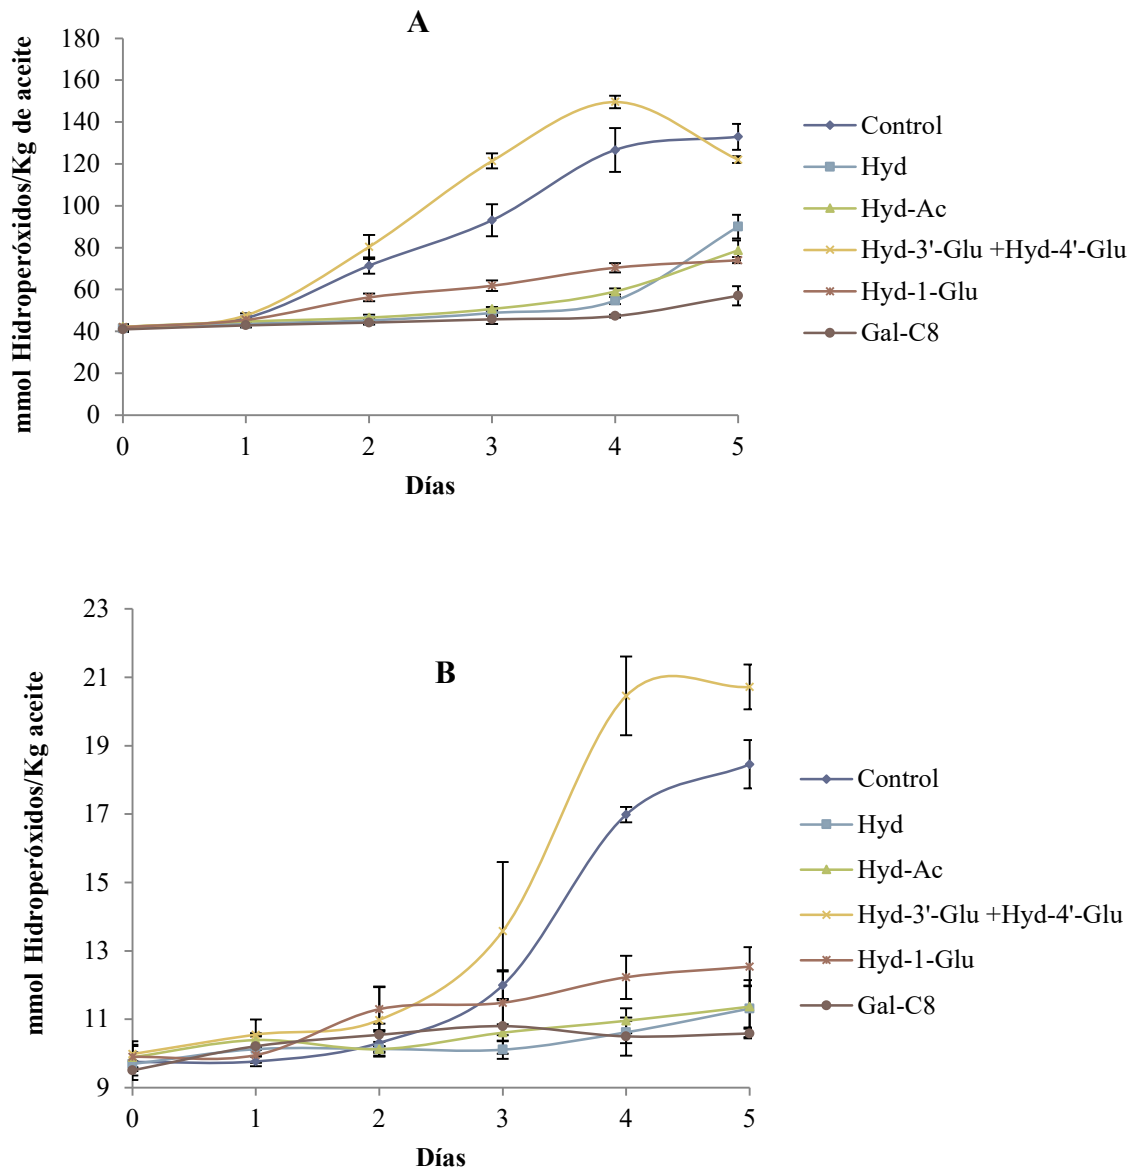 A
mmol Hidroperóxidos/Kg de aceite
180
160
140
120
100
80
60
40
20
0
0 1 2 3 4 5
Días
Control
Hyd
Hyd-Ac
Hyd-3'-Glu +Hyd-4'-Glu
Hyd-1-Glu
Gal-C8
B
mmol Hidroperóxidos/Kg aceite
23
21
19
17
15
13
11
9
0 1 2 3 4 5
Días
Control
Hyd
Hyd-Ac
Hyd-3'-Glu +Hyd-4'-Glu
Hyd-1-Glu
Gal-C8